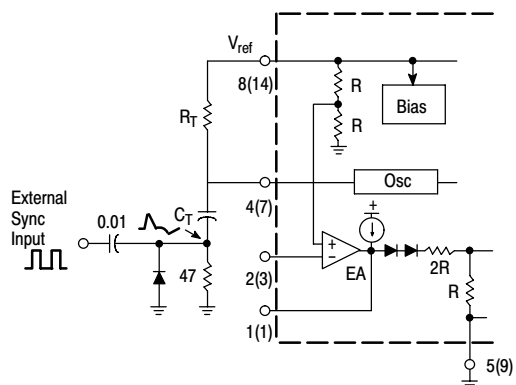 V_ref
8(14)
R_T
R
R
Bias
External
Sync
Input
0.01
C_T
4(7)
Osc
47
2(3)
+
+
−
EA
2R
R
1(1)
5(9)